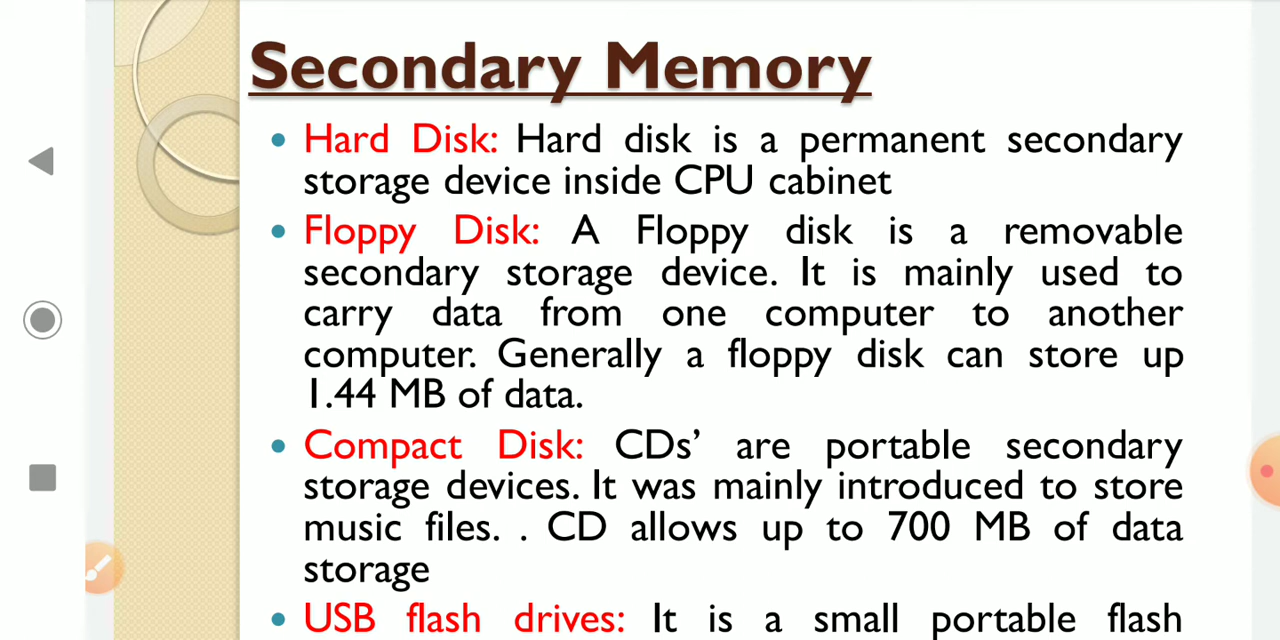 Secondary Memory
• Hard Disk: Hard disk is a permanent secondary
storage device inside CPU cabinet
• Floppy Disk: A Floppy disk is a removable
secondary storage device. It is mainly used to
carry data from one computer to another
computer. Generally a floppy disk can store up
1.44 MB of data.
• Compact Disk: CDs’ are portable secondary
storage devices. It was mainly introduced to store
music files. . CD allows up to 700 MB of data
storage
• USB flash drives: It is a small portable flash